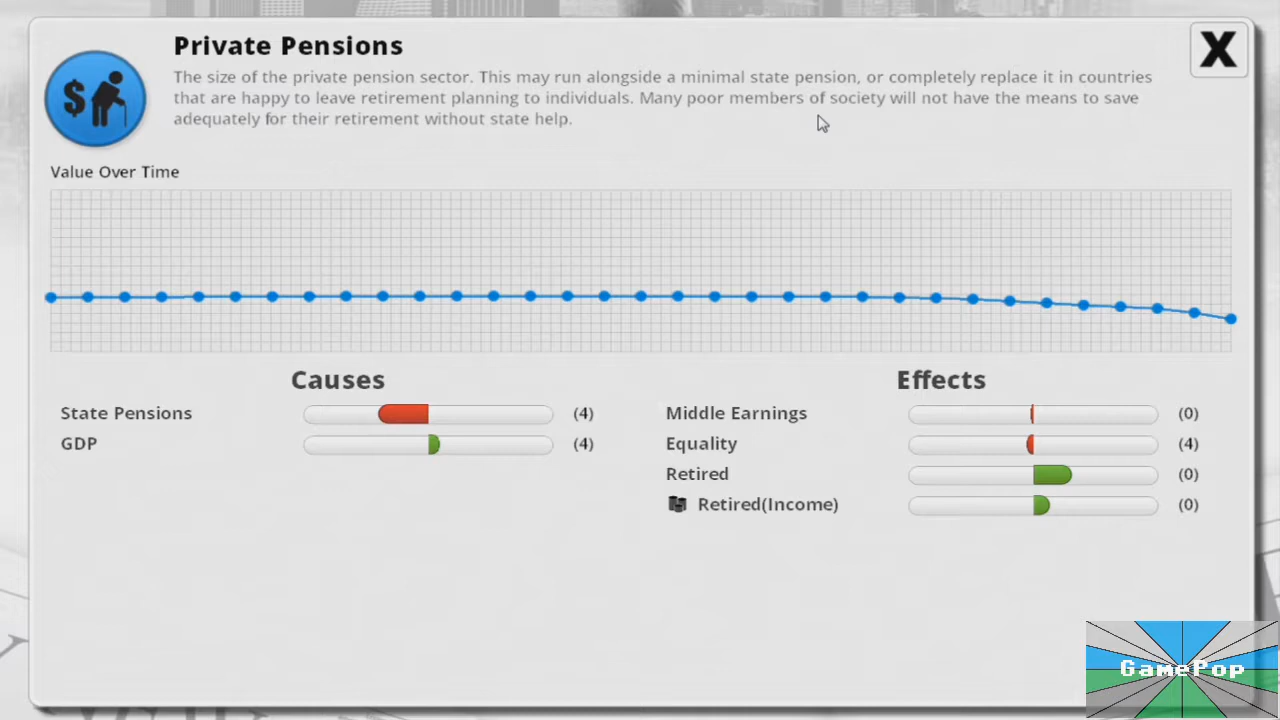 Private Pensions
The size of the private pension sector. This may run alongside a minimal state pension, or completely replace it in countries
that are happy to leave retirement planning to individuals. Many poor members of society will not have the means to save
adequately for their retirement without state help.
X
$
Value Over Time
Causes
State Pensions (4)
GDP (4)
Effects
Middle Earnings (0)
Equality (4)
Retired (0)
Retired(Income) (0)
GamePop